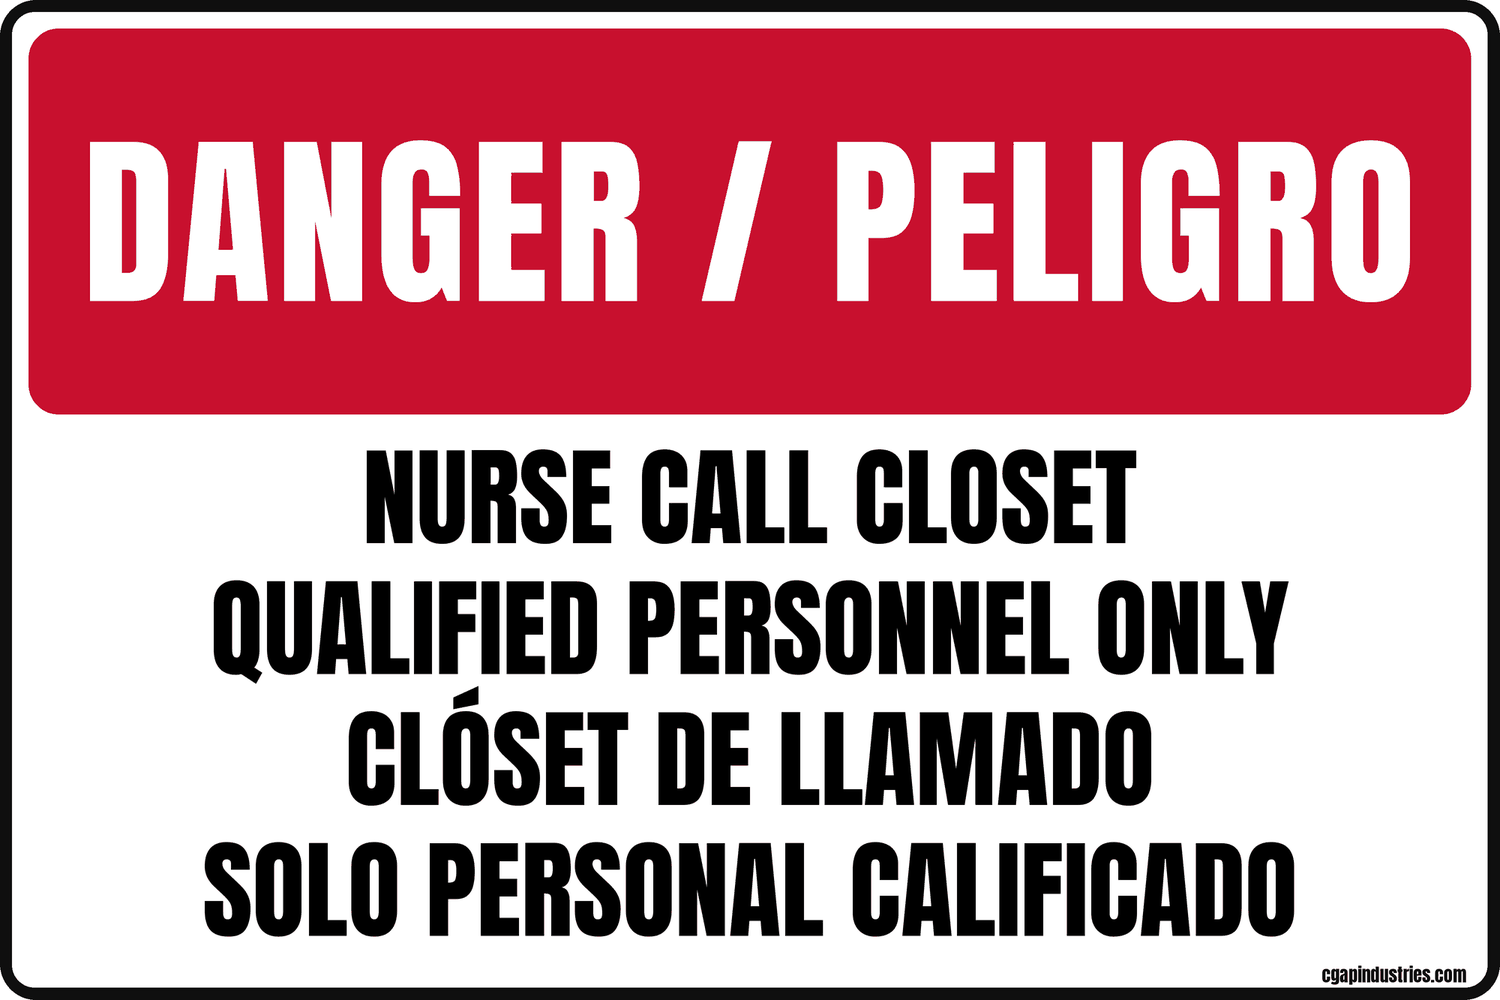 DANGER / PELIGRO
NURSE CALL CLOSET
QUALIFIED PERSONNEL ONLY
CLÓSET DE LLAMADO
SOLO PERSONAL CALIFICADO
cgapindustries.com